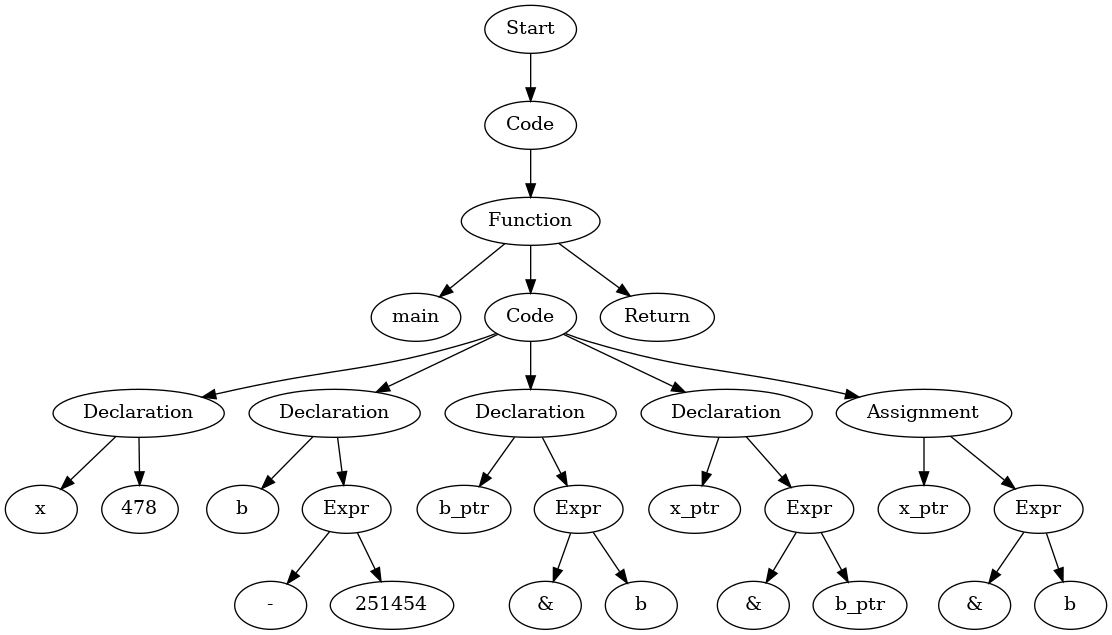 Start
Code
Function
main Code Return
Declaration Declaration Declaration Declaration Assignment
x 478 b Expr b_ptr Expr x_ptr Expr x_ptr Expr
- 251454 & b & b_ptr & b